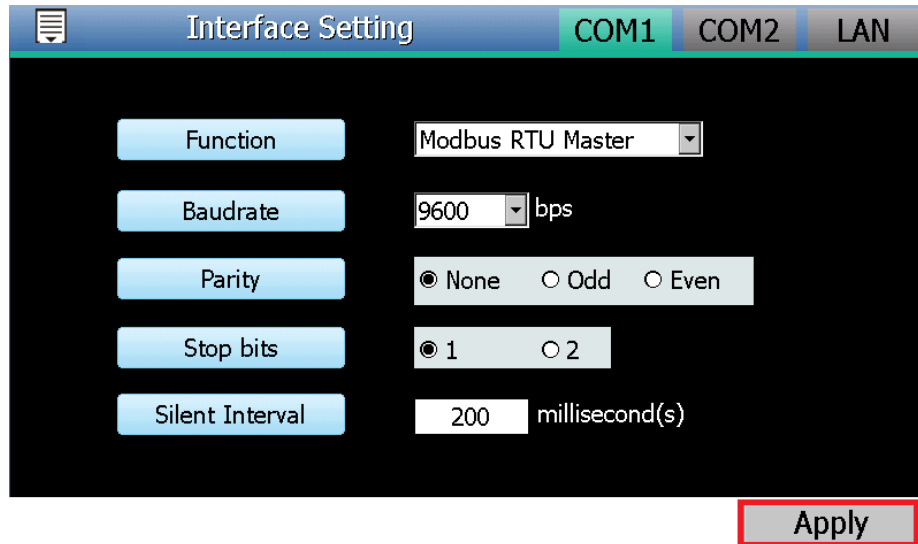 Interface Setting COM1 COM2 LAN
Function Modbus RTU Master
Baudrate 9600 bps
Parity None Odd Even
Stop bits 1 2
Silent Interval 200 millisecond(s)
Apply